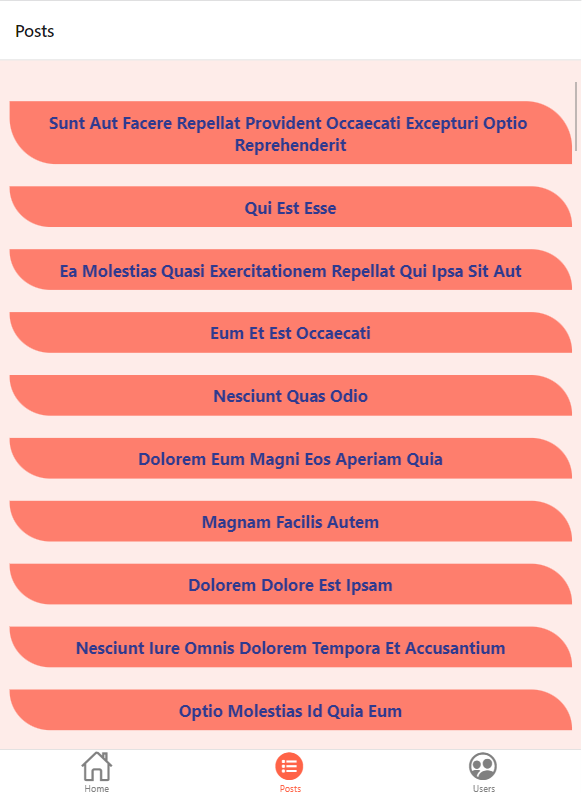 Posts
Sunt Aut Facere Repellat Provident Occaecati Excepturi Optio
Reprehenderit
Qui Est Esse
Ea Molestias Quasi Exercitationem Repellat Qui Ipsa Sit Aut
Eum Et Est Occaecati
Nesciunt Quas Odio
Dolorem Eum Magni Eos Aperiam Quia
Magnam Facilis Autem
Dolorem Dolore Est Ipsam
Nesciunt Iure Omnis Dolorem Tempora Et Accusantium
Optio Molestias Id Quia Eum
Home
Posts
Users